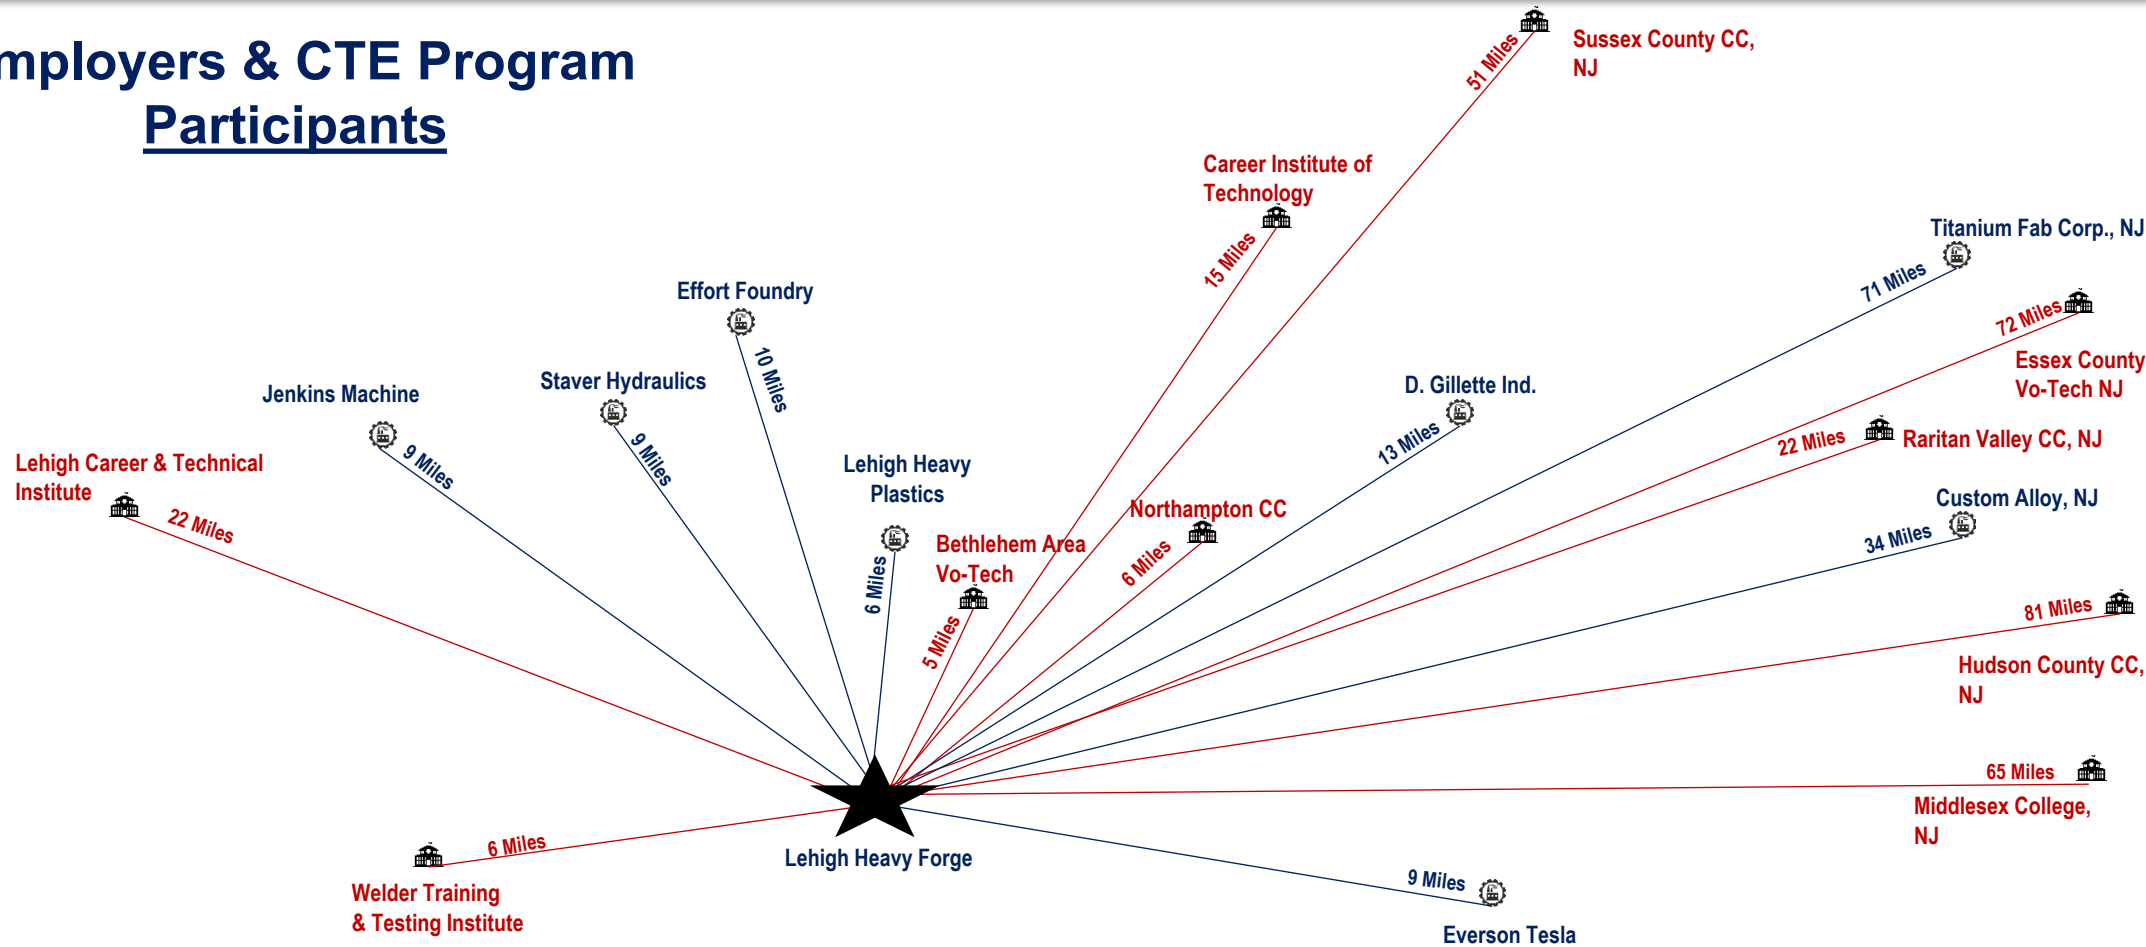 mployers & CTE Program
Participants
Sussex County CC,
NJ
51 Miles
Career Institute of
Technology
15 Miles
Titanium Fab Corp., NJ
71 Miles
72 Miles
Essex County
Vo-Tech NJ
Effort Foundry
10 Miles
Staver Hydraulics
9 Miles
Jenkins Machine
9 Miles
D. Gillette Ind.
13 Miles
22 Miles
Raritan Valley CC, NJ
Lehigh Career & Technical
Institute
22 Miles
Lehigh Heavy
Plastics
6 Miles
Bethlehem Area
Vo-Tech
5 Miles
Northampton CC
6 Miles
Custom Alloy, NJ
34 Miles
81 Miles
Hudson County CC,
NJ
65 Miles
Middlesex College,
NJ
6 Miles
Welder Training
& Testing Institute
Lehigh Heavy Forge
9 Miles
Everson Tesla